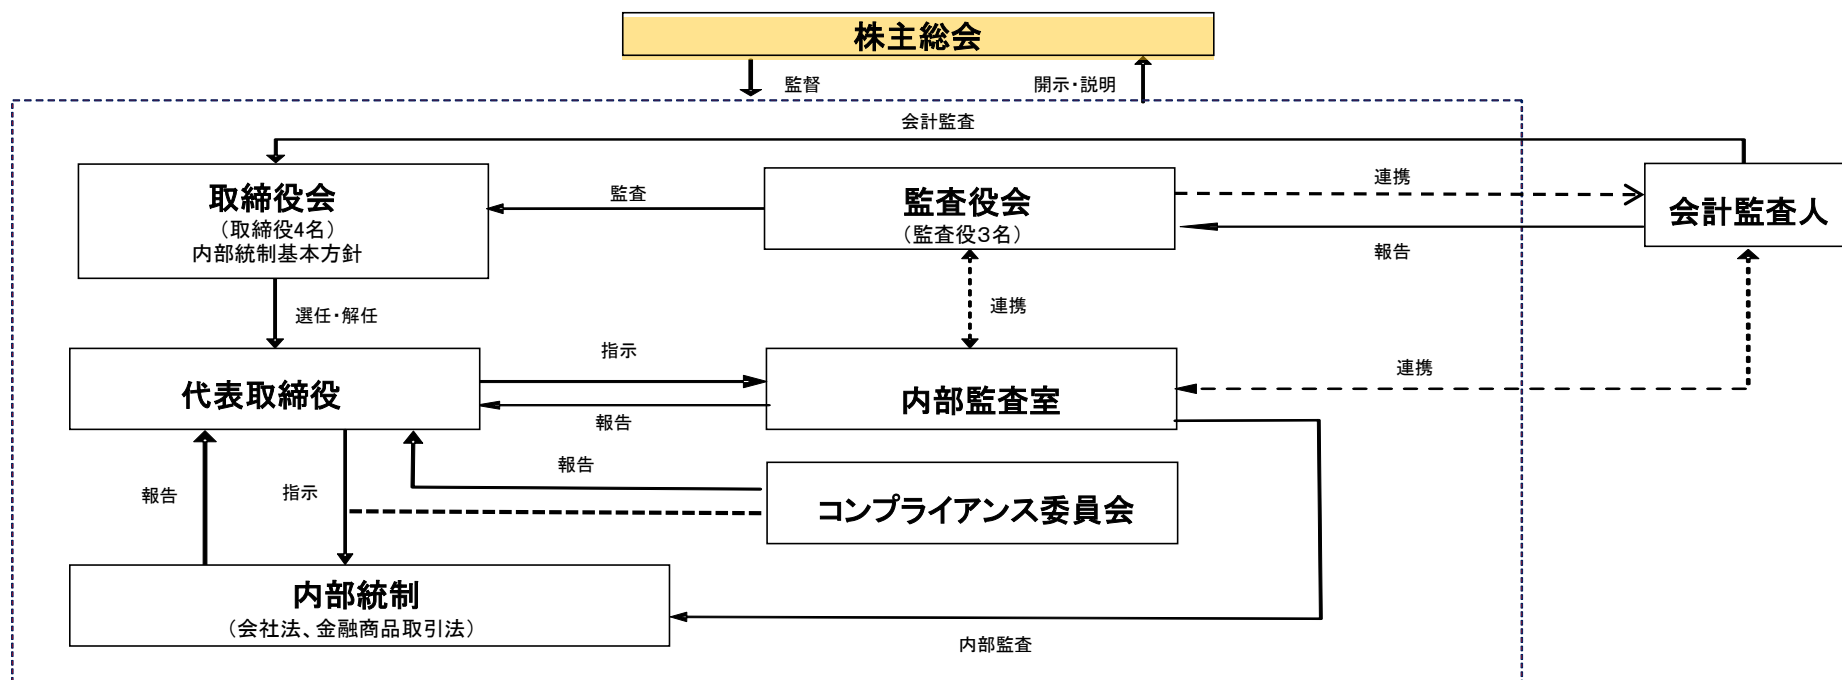 株主総会
監督
開示・説明
会計監査
取締役会
(取締役4名)
内部統制基本方針
監査
監査役会
(監査役3名)
連携
会計監査人
報告
選任・解任
連携
代表取締役
指示
報告
内部監査室
連携
報告
コンプライアンス委員会
報告
指示
内部統制
(会社法、金融商品取引法)
内部監査